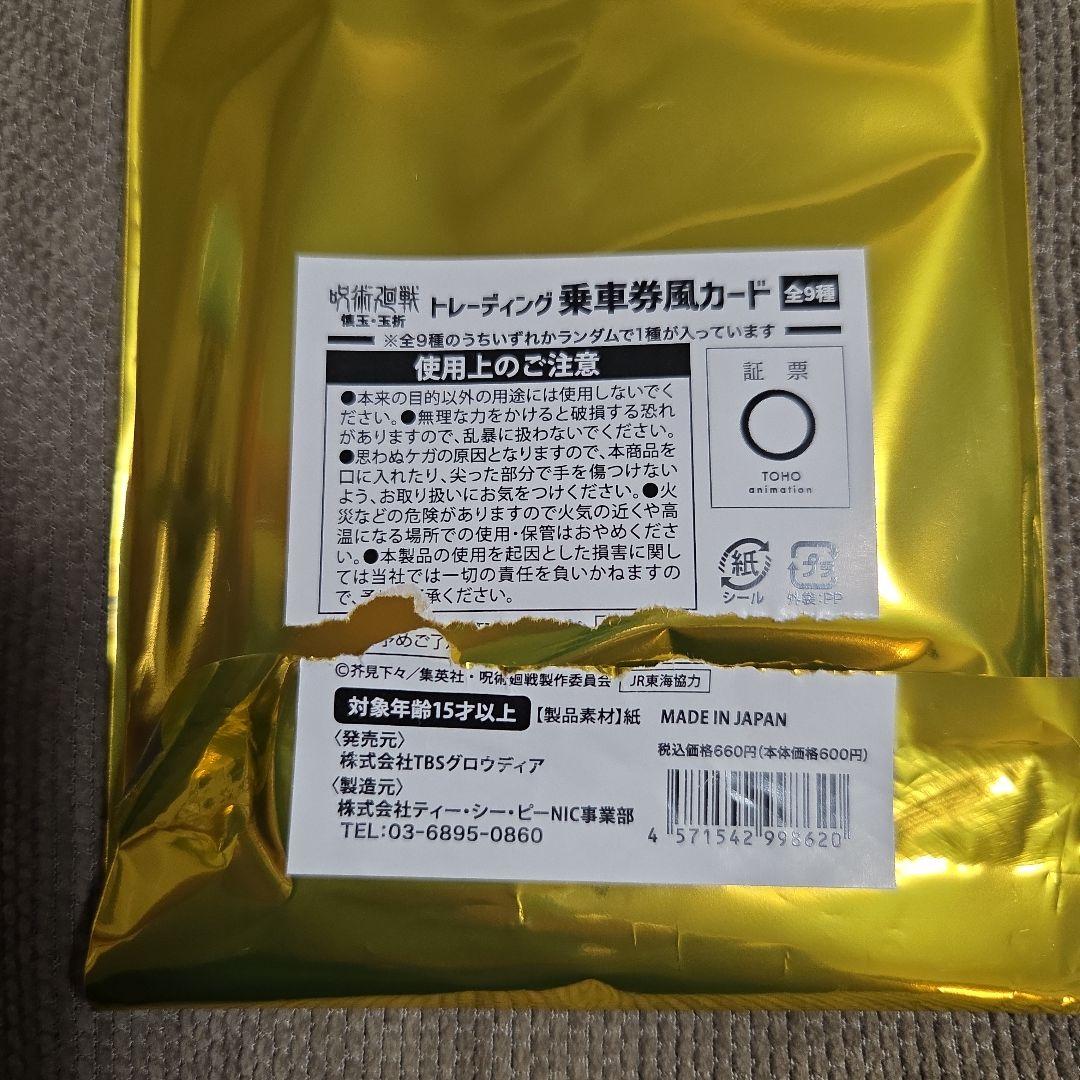 呪術廻戦
懐玉・玉折
トレーディング 乗車券風カード 全9種
※全9種のうちいずれかランダムで1種が入っています
使用上のご注意
●本来の目的以外の用途には使用しないでく
ださい。●無理な力をかけると破損する恐れ
がありますので、乱暴に扱わないでください。
●思わぬケガの原因となりますので、本商品を
口に入れたり、尖った部分で手を傷つけない
よう、お取り扱いにお気をつけください。●火
災などの危険がありますので火気の近くや高
温になる場所での使用・保管はおやめくださ
い。●本製品の使用を起因とした損害に関し
ては当社では一切の責任を負いかねますの
で、予 承ください。
証票
TOHO
animation
紙
シール
プラ
外袋:PP
やめご了
©芥見下々/集英社・呪術廻戦製作委員会 JR東海協力
対象年齢15才以上 【製品素材】紙 MADE IN JAPAN
〈発売元〉
株式会社TBSグロウディア
〈製造元〉
株式会社ティー・シー・ピーNIC事業部
TEL:03-6895-0860
税込価格660円(本体価格600円)
4 571542 998620